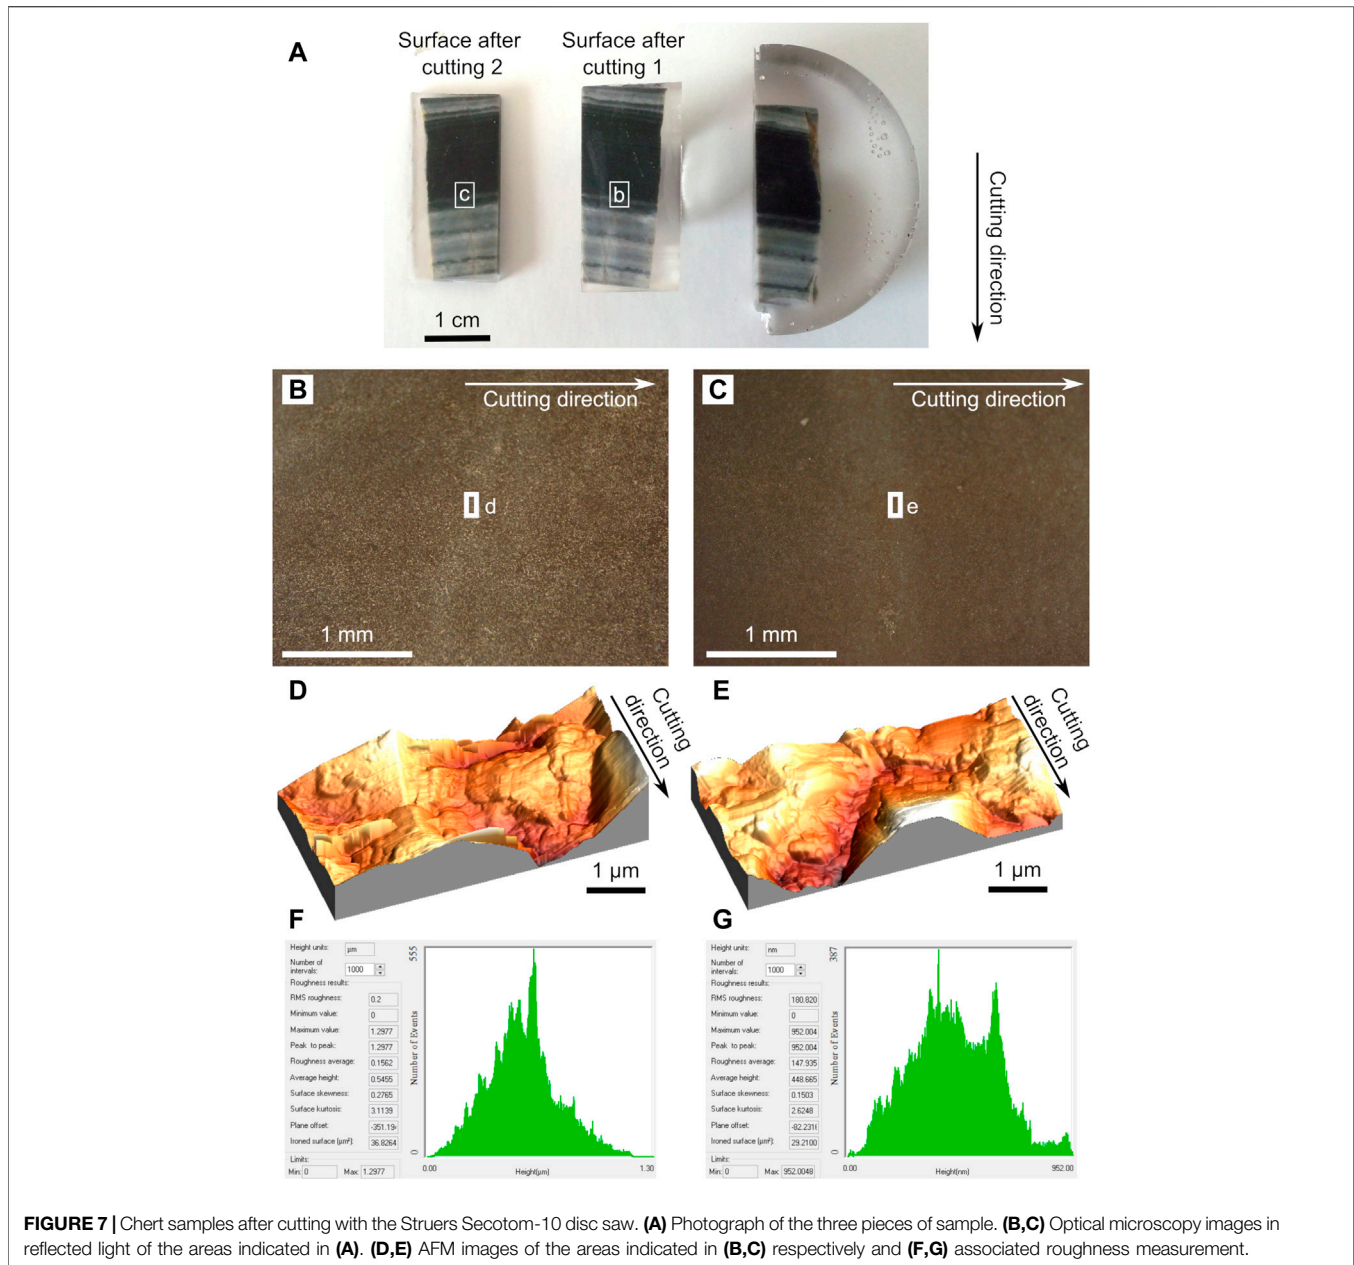 A
Surface after
cutting 2
Surface after
cutting 1
c
b
1 cm
Cutting direction
B
Cutting direction
d
1 mm
C
Cutting direction
e
1 mm
D
Cutting
direction
1 µm
E
Cutting
direction
1 µm
F
Height units: µm
Number of
intervals: 1000
Roughness results:
RMS roughness: 0.2
Minimum value: 0
Maximum value: 1.2977
Peak to peak: 1.2977
Roughness average: 0.1562
Average height: 0.5455
Surface skewness: 0.2765
Surface kurtosis: 3.1139
Plane offset: -351.19
Ironed surface (µm²): 36.8264
Limits:
Min: 0 Max: 1.2977
555
Number of Events
0
0.00 Height(µm) 1.30
G
Height units: nm
Number of
intervals: 1000
Roughness results:
RMS roughness: 180.820
Minimum value: 0
Maximum value: 952.004
Peak to peak: 952.004
Roughness average: 147.935
Average height: 448.665
Surface skewness: 0.1503
Surface kurtosis: 2.6248
Plane offset: -82.231
Ironed surface (µm²): 29.2100
Limits:
Min: 0 Max: 952.0048
387
Number of Events
0
0.00 Height(nm) 952.00
FIGURE 7 | Chert samples after cutting with the Struers Secotom-10 disc saw. (A) Photograph of the three pieces of sample. (B,C) Optical microscopy images in
reflected light of the areas indicated in (A). (D,E) AFM images of the areas indicated in (B,C) respectively and (F,G) associated roughness measurement.